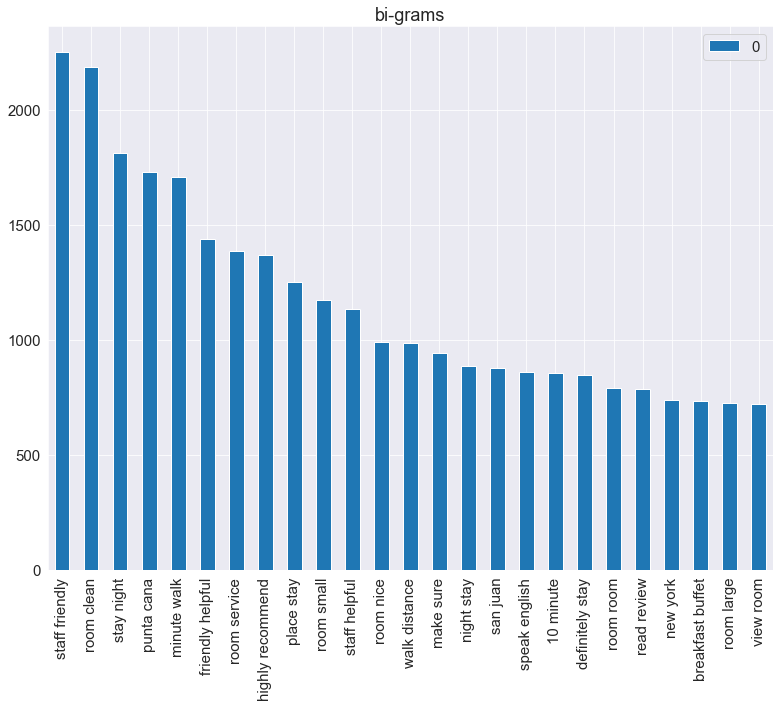 bi-grams
0
2000
1500
1000
500
0
staff friendly
room clean
stay night
punta cana
minute walk
friendly helpful
room service
highly recommend
place stay
room small
staff helpful
room nice
walk distance
make sure
night stay
san juan
speak english
10 minute
definitely stay
room room
read review
new york
breakfast buffet
room large
view room